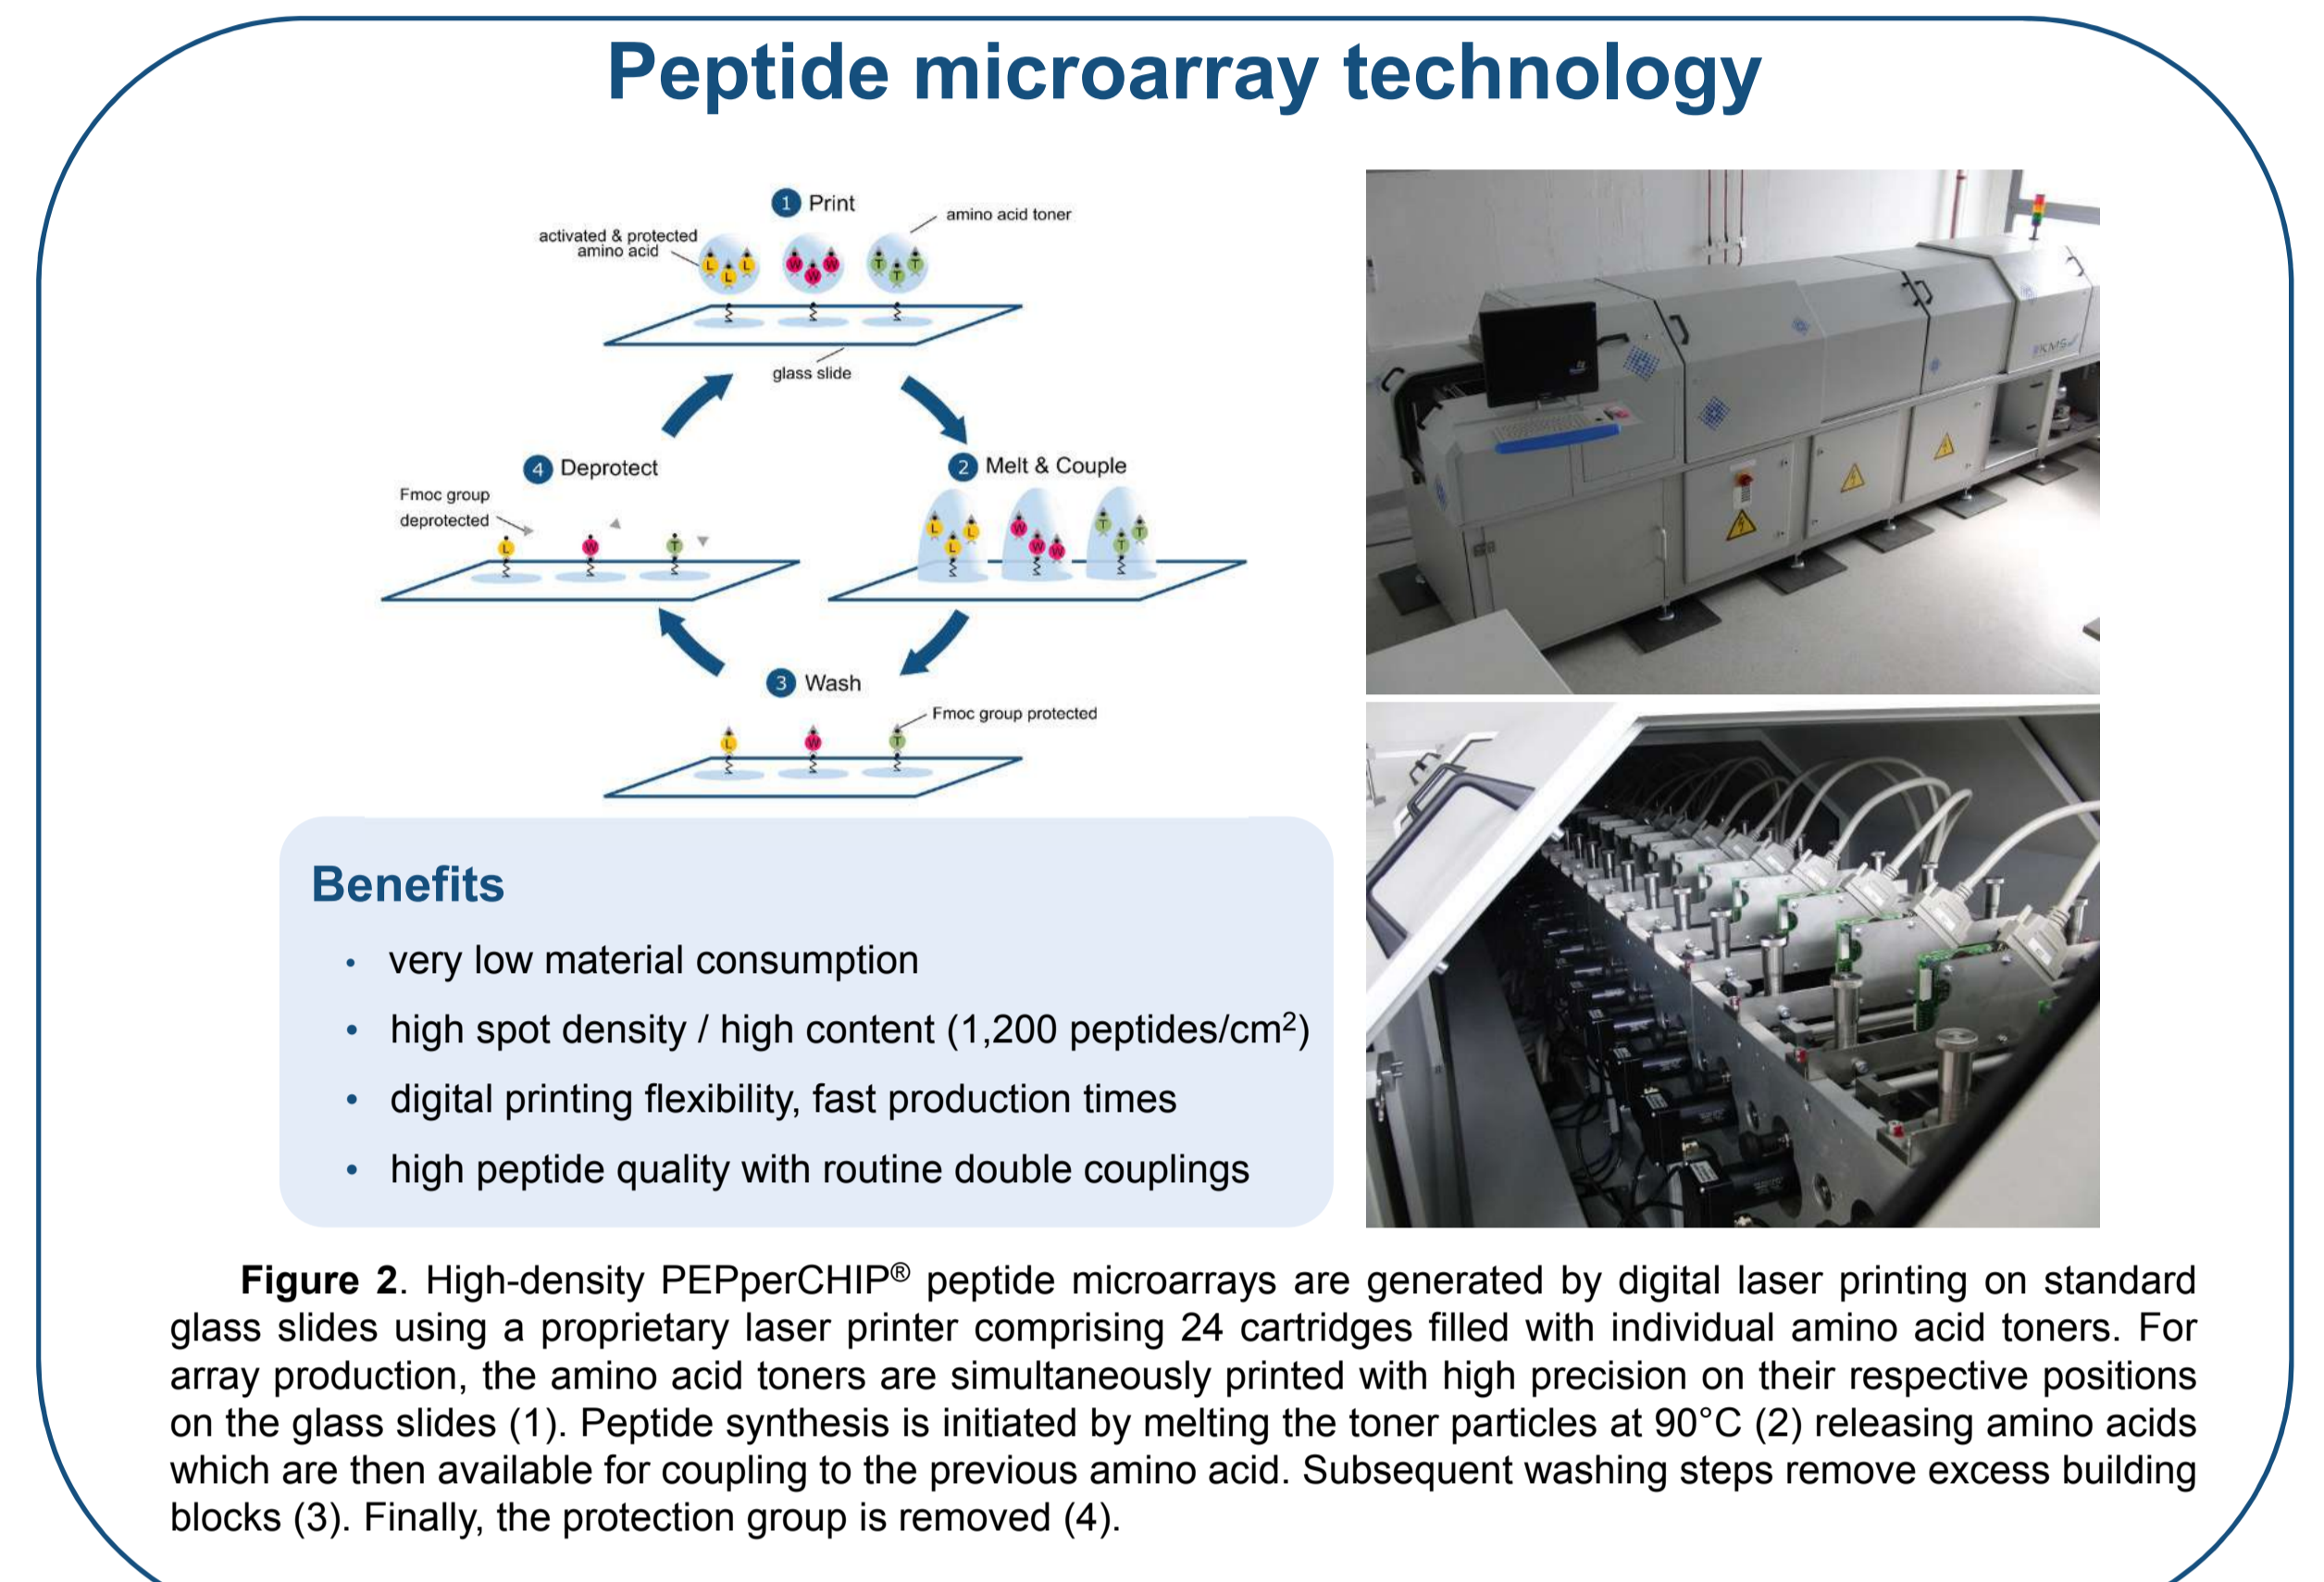 Peptide microarray technology
1 Print
activated & protected
amino acid
amino acid toner
L L L
W W W
T T T
glass slide
2 Melt & Couple
L L L
W W W
T T T
3 Wash
Fmoc group protected
L W T
4 Deprotect
Fmoc group
deprotected
L W T
KMS
Benefits
• very low material consumption
• high spot density / high content (1,200 peptides/cm²)
• digital printing flexibility, fast production times
• high peptide quality with routine double couplings
Figure 2. High-density PEPperCHIP® peptide microarrays are generated by digital laser printing on standard
glass slides using a proprietary laser printer comprising 24 cartridges filled with individual amino acid toners. For
array production, the amino acid toners are simultaneously printed with high precision on their respective positions
on the glass slides (1). Peptide synthesis is initiated by melting the toner particles at 90°C (2) releasing amino acids
which are then available for coupling to the previous amino acid. Subsequent washing steps remove excess building
blocks (3). Finally, the protection group is removed (4).